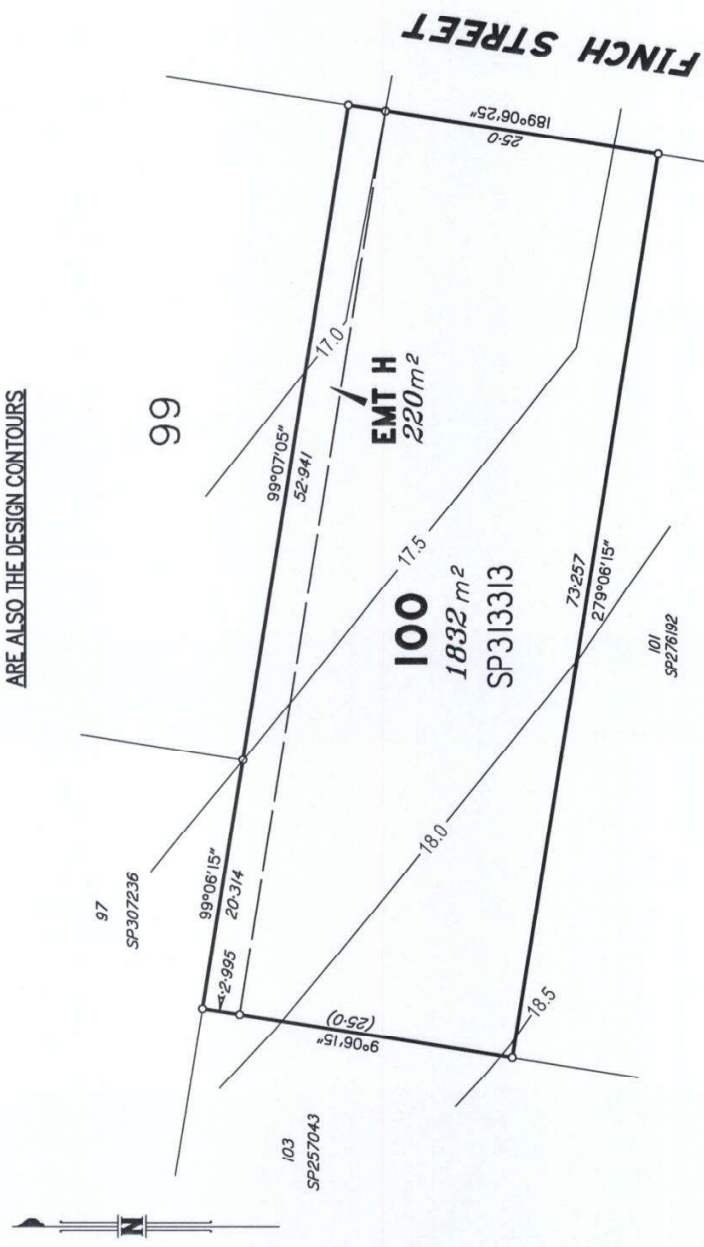 ARE ALSO THE DESIGN CONTOURS
FINCH STREET
99
97
SP307236
99°07'05"
52·941
99°06'15"
20·314
2·995
17.0
EMT H
220 m²
189°06'25"
25·0
17.5
100
1832 m²
SP313313
18.0
(25·0)
9°06'15"
73·257
279°06'15"
18.5
101
SP276192
103
SP257043
N